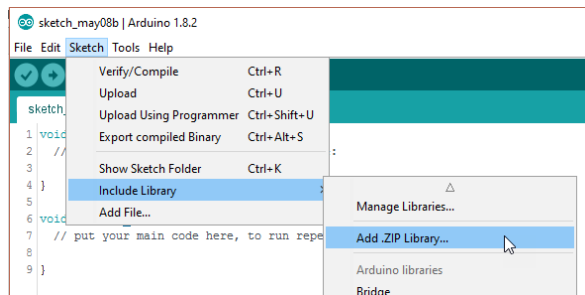 sketch_may08b | Arduino 1.8.2
File Edit Sketch Tools Help
Verify/Compile Ctrl+R
Upload Ctrl+U
Upload Using Programmer Ctrl+Shift+U
Export compiled Binary Ctrl+Alt+S
Show Sketch Folder Ctrl+K
Include Library
Add File...
Manage Libraries...
Add .ZIP Library...
Arduino libraries
Bridge
sketch_
1 void
2 // :
3
4 }
5
6 void
7 // put your main code here, to run repe
8
9 }